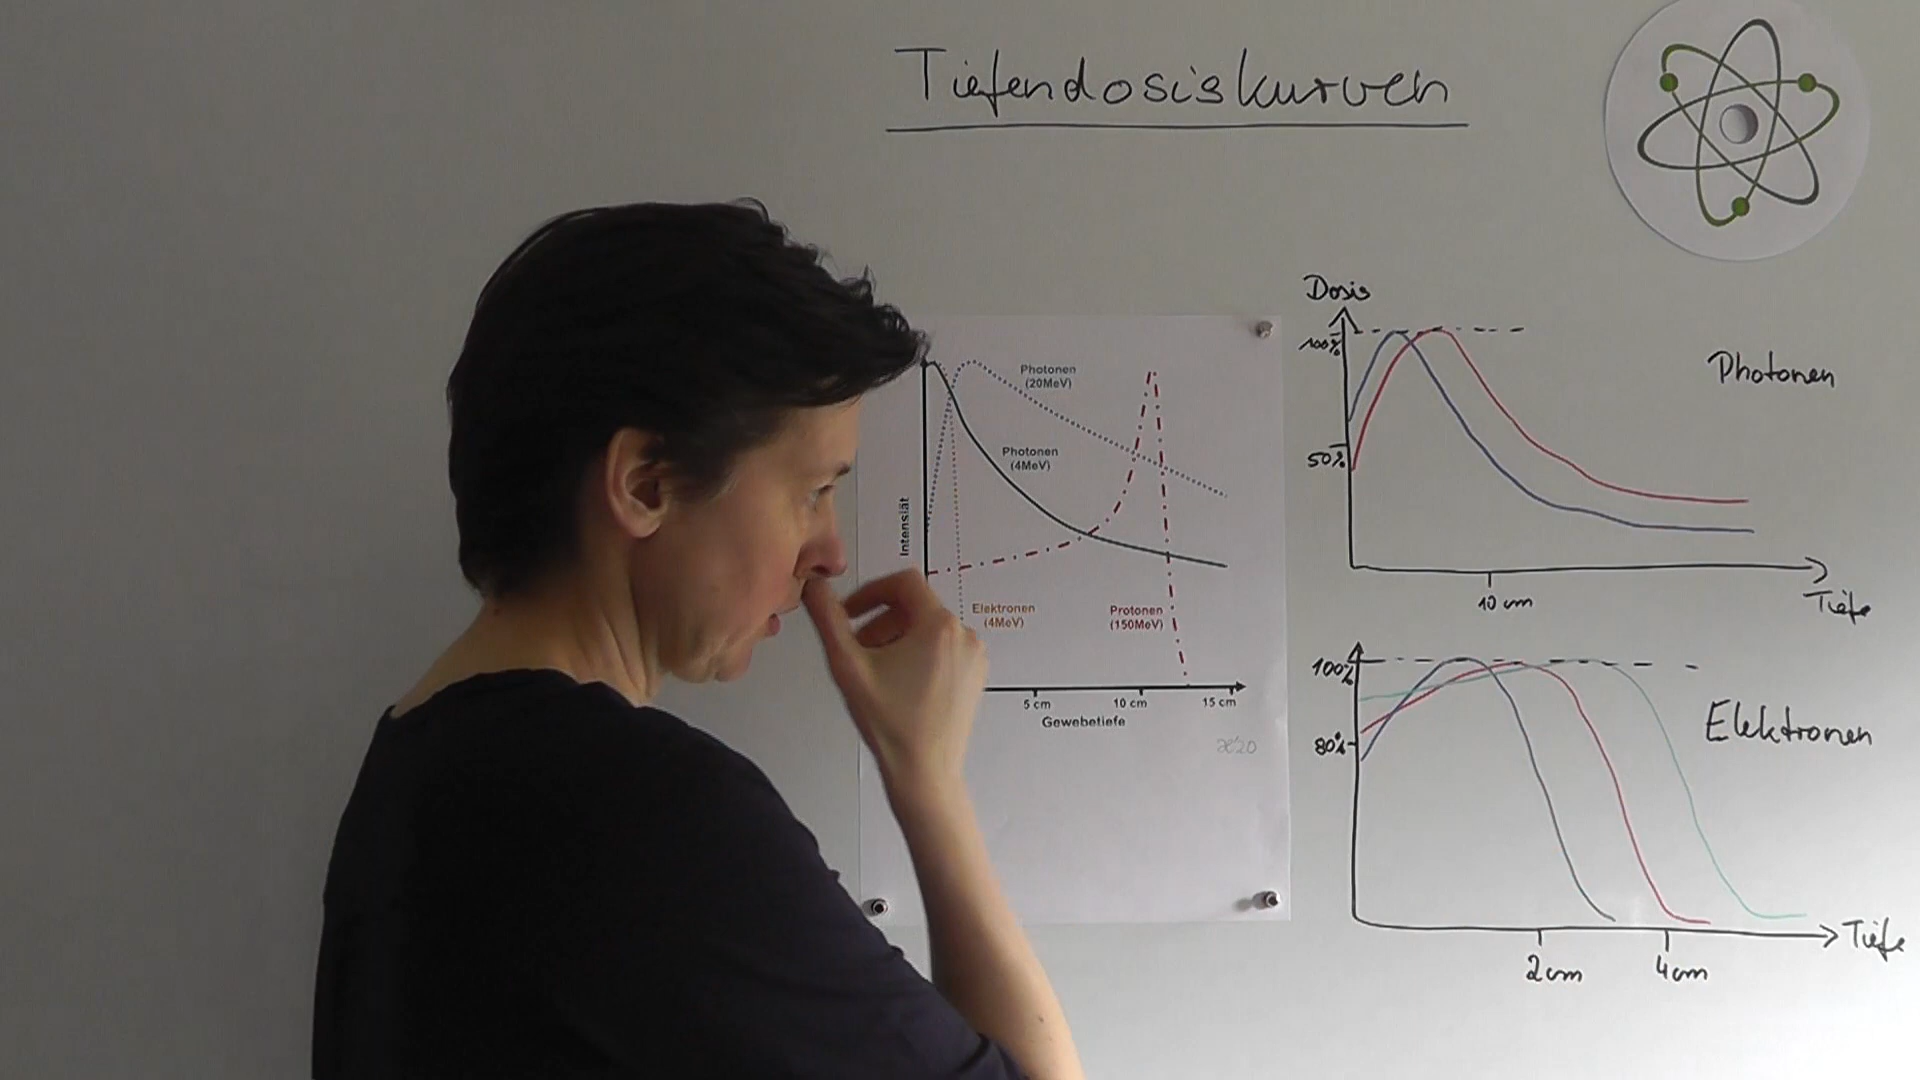 Tiefendosiskurven
Photonen
(20MeV)
Photonen
(4MeV)
Intensität
Elektronen
(4MeV)
Protonen
(150MeV)
5 cm
10 cm
15 cm
Gewebetiefe
æ'20
Dosis
100%
50%
Photonen
10 cm
Tiefe
100%
80%
Elektronen
2cm
4cm
Tiefe